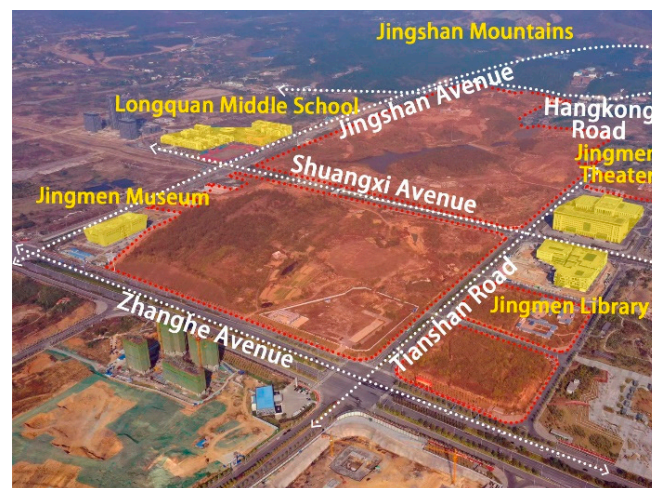 Jingshan Mountains
Longquan Middle School
Jingshan Avenue
Hangkong
Road
Jingmen
Theater
Shuangxi Avenue
Jingmen Museum
Jingmen Library
Tianshan Road
Zhanghe Avenue